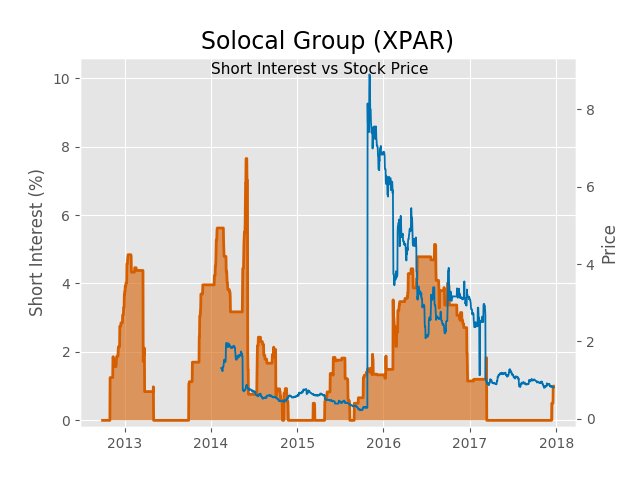 Solocal Group (XPAR)
Short Interest vs Stock Price
10
8
6
4
2
0
Short Interest (%)
8
6
4
2
0
Price
2013 2014 2015 2016 2017 2018